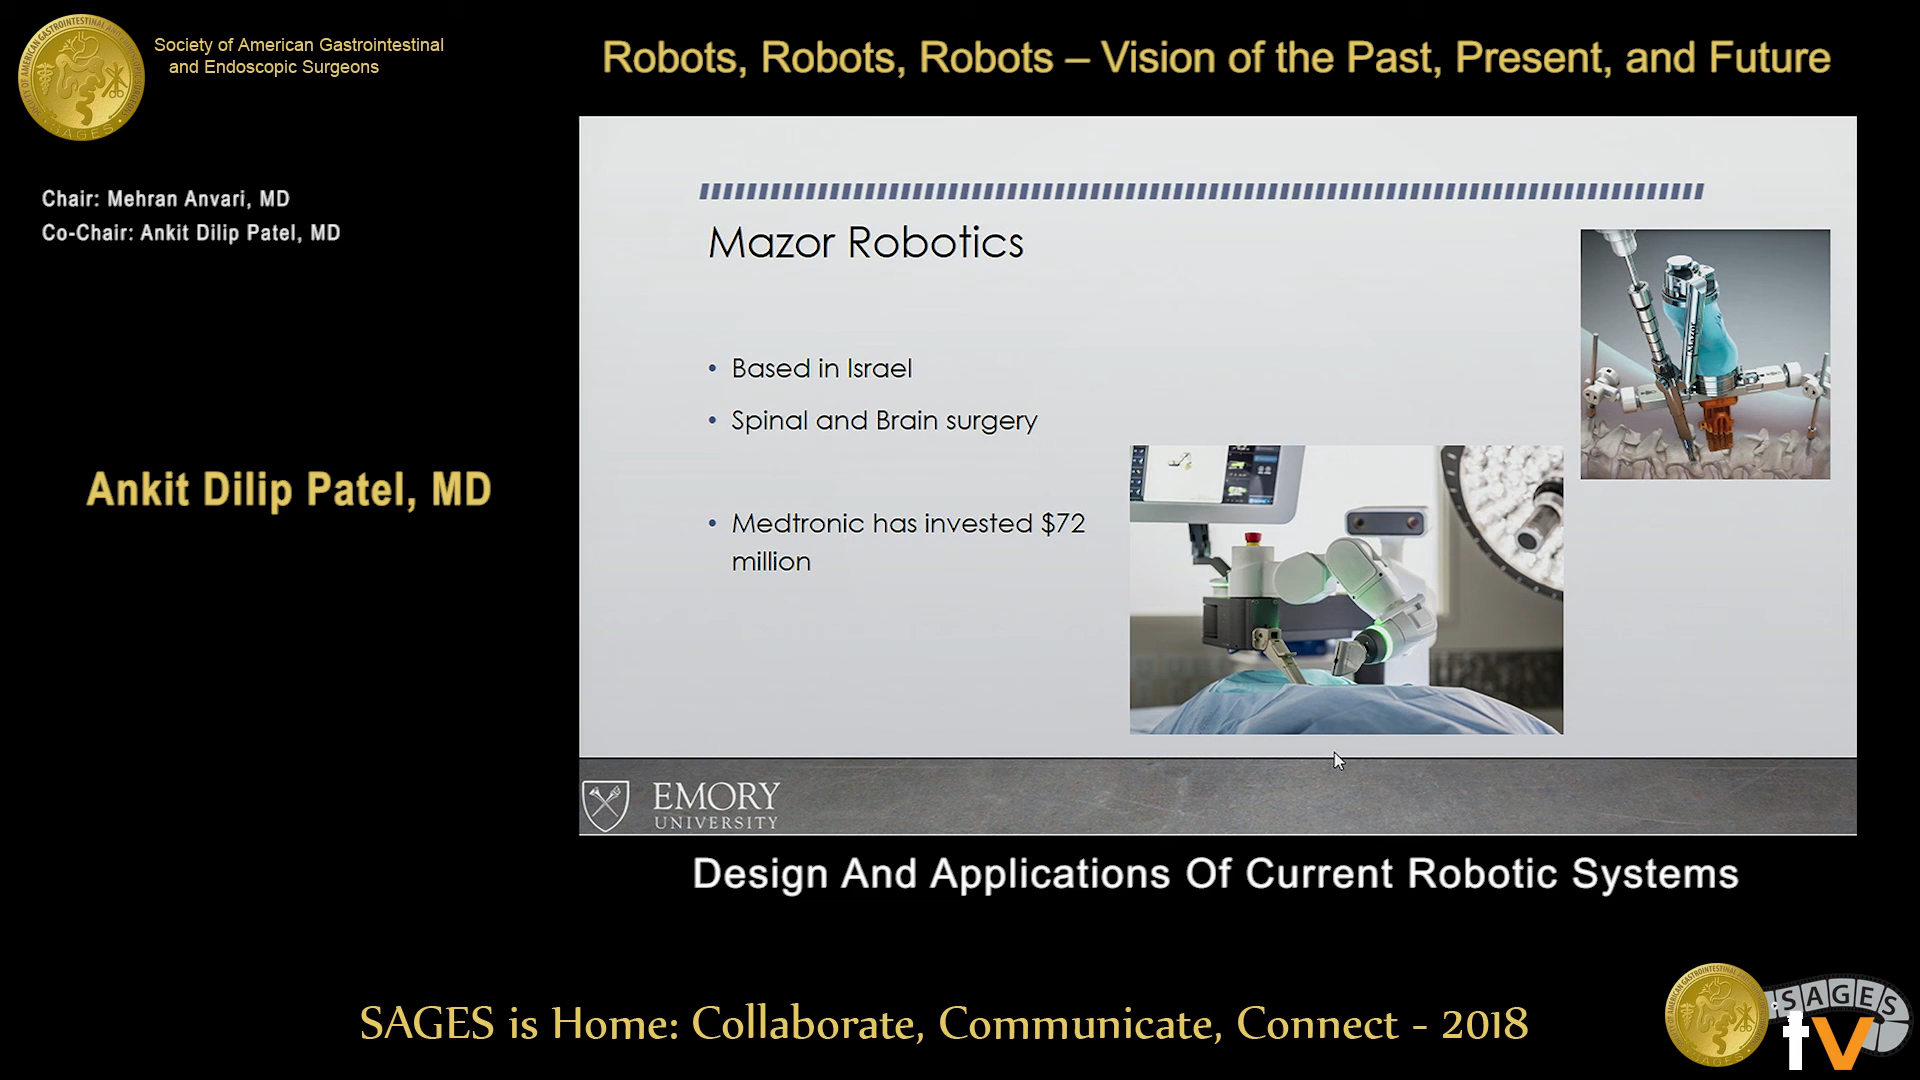 Society of American Gastrointestinal
and Endoscopic Surgeons
Robots, Robots, Robots – Vision of the Past, Present, and Future
Chair: Mehran Anvari, MD
Co-Chair: Ankit Dilip Patel, MD
Ankit Dilip Patel, MD
Mazor Robotics
• Based in Israel
• Spinal and Brain surgery
• Medtronic has invested $72
million
EMORY
UNIVERSITY
Design And Applications Of Current Robotic Systems
SAGES is Home: Collaborate, Communicate, Connect - 2018
SAGES
tv